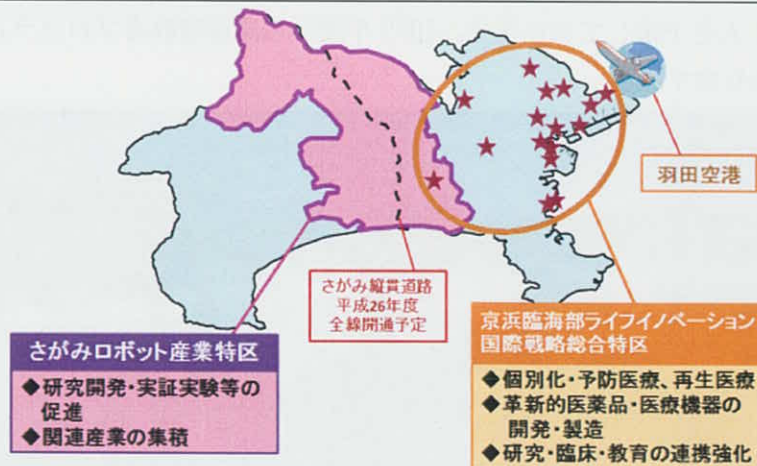 羽田空港
さがみ縦貫道路
平成26年度
全線開通予定
さがみロボット産業特区
◆研究開発・実証実験等の
促進
◆関連産業の集積
京浜臨海部ライフイノベーション
国際戦略総合特区
◆個別化・予防医療、再生医療
◆革新的医薬品・医療機器の
開発・製造
◆研究・臨床・教育の連携強化